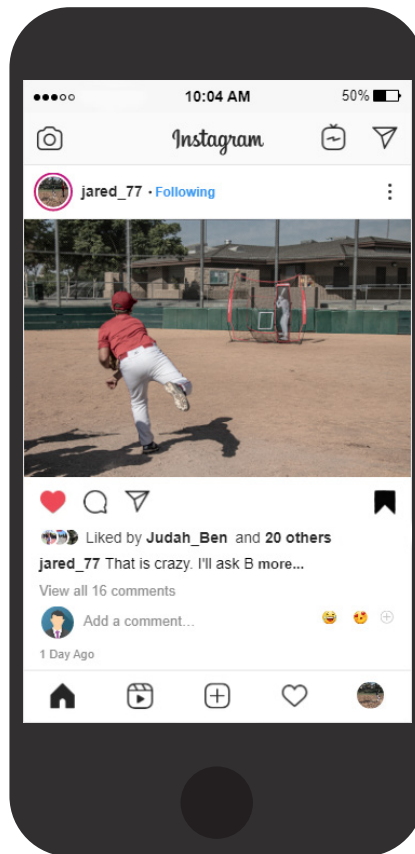 10:04 AM 50%
Instagram
jared_77 • Following
Liked by Judah_Ben and 20 others
jared_77 That is crazy. I'll ask B more...
View all 16 comments
Add a comment...
1 Day Ago